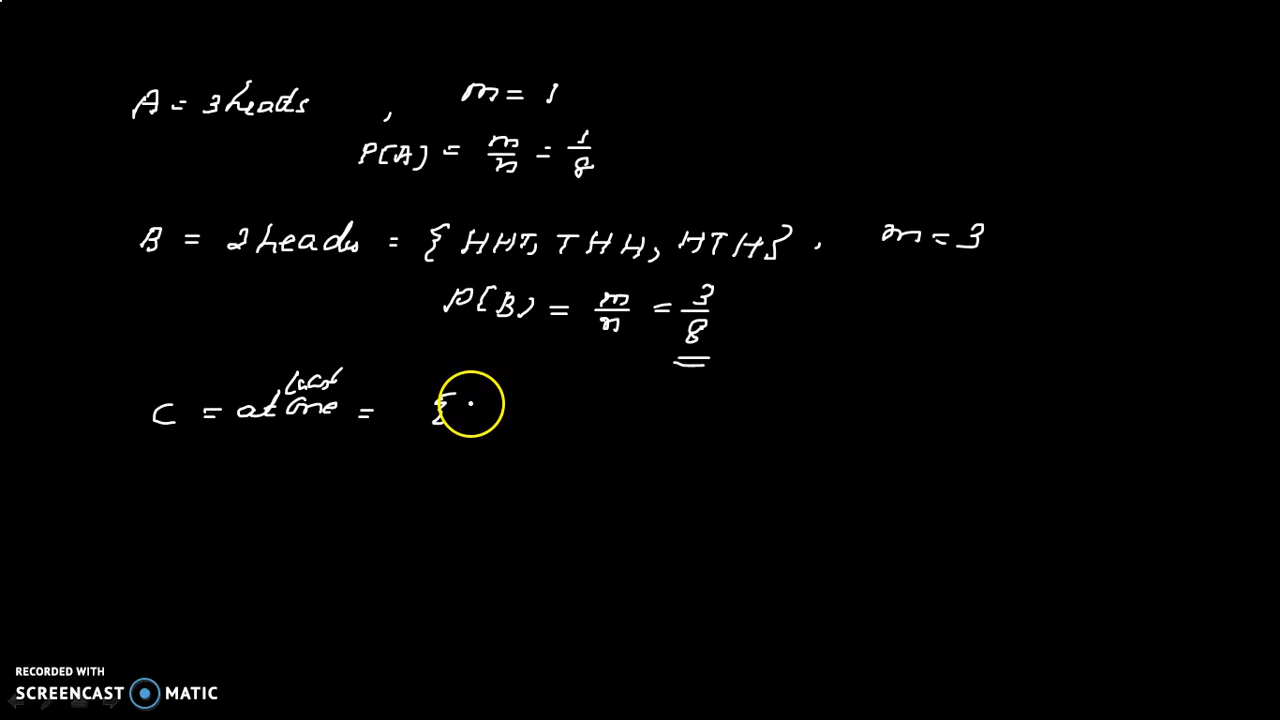 A = 3 heads , m = 1
P(A) = m/n = 1/8
B = 2 heads = { HHT, THH, HTH} , m = 3
P(B) = m/n = 3/8
C = at least one = {
RECORDED WITH
SCREENCAST MATIC